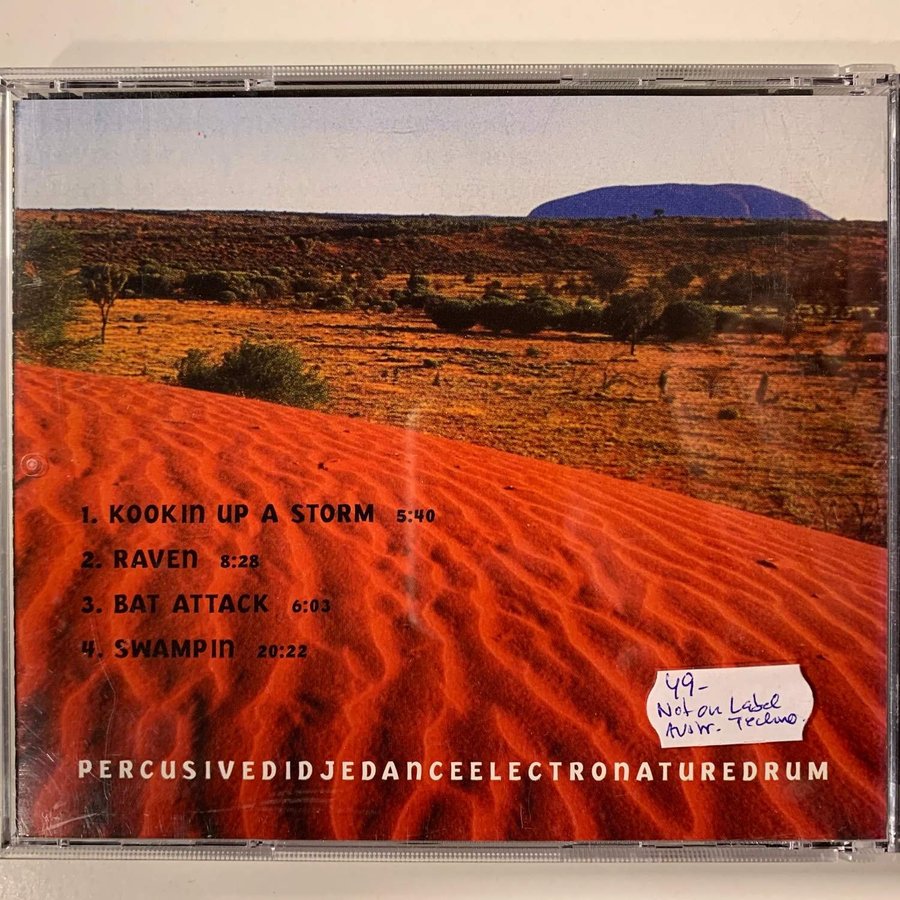 1. KOOKIN UP A STORM 5:40
2. RAVEN 8:28
3. BAT ATTACK 6:03
4. SWAMPIN 20:22
49-
Not on Label
Austr. Techno.
PERCUSIVEDIDJEDANCEELECTRONATUREDRUM